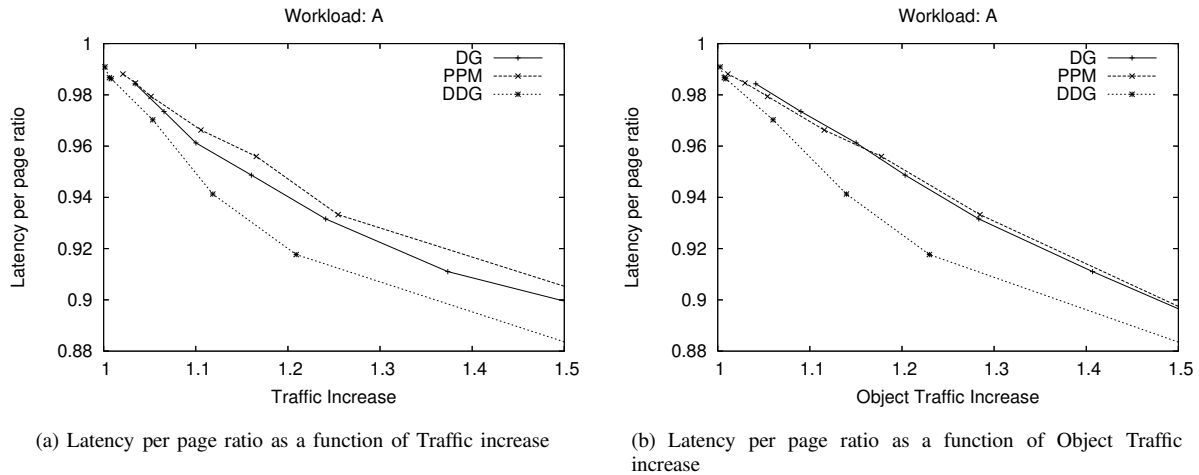 Workload: A
1
0.98
0.96
0.94
0.92
0.9
0.88
Latency per page ratio
DG
PPM
DDG
1 1.1 1.2 1.3 1.4 1.5
Traffic Increase
(a) Latency per page ratio as a function of Traffic increase
Workload: A
1
0.98
0.96
0.94
0.92
0.9
0.88
Latency per page ratio
DG
PPM
DDG
1 1.1 1.2 1.3 1.4 1.5
Object Traffic Increase
(b) Latency per page ratio as a function of Object Traffic
increase